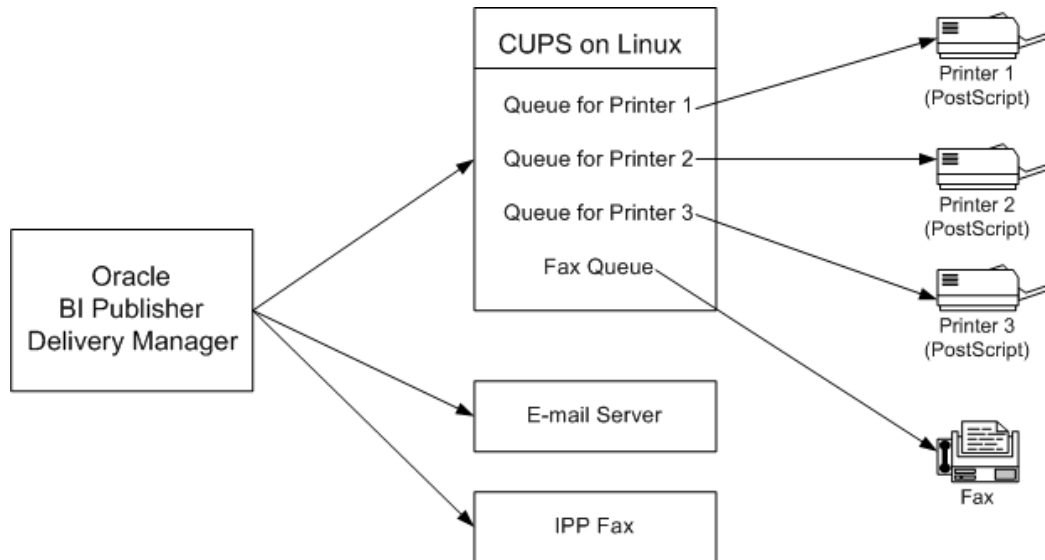 CUPS on Linux
Queue for Printer 1
Queue for Printer 2
Queue for Printer 3
Fax Queue
Oracle
BI Publisher
Delivery Manager
E-mail Server
IPP Fax
Printer 1
(PostScript)
Printer 2
(PostScript)
Printer 3
(PostScript)
Fax